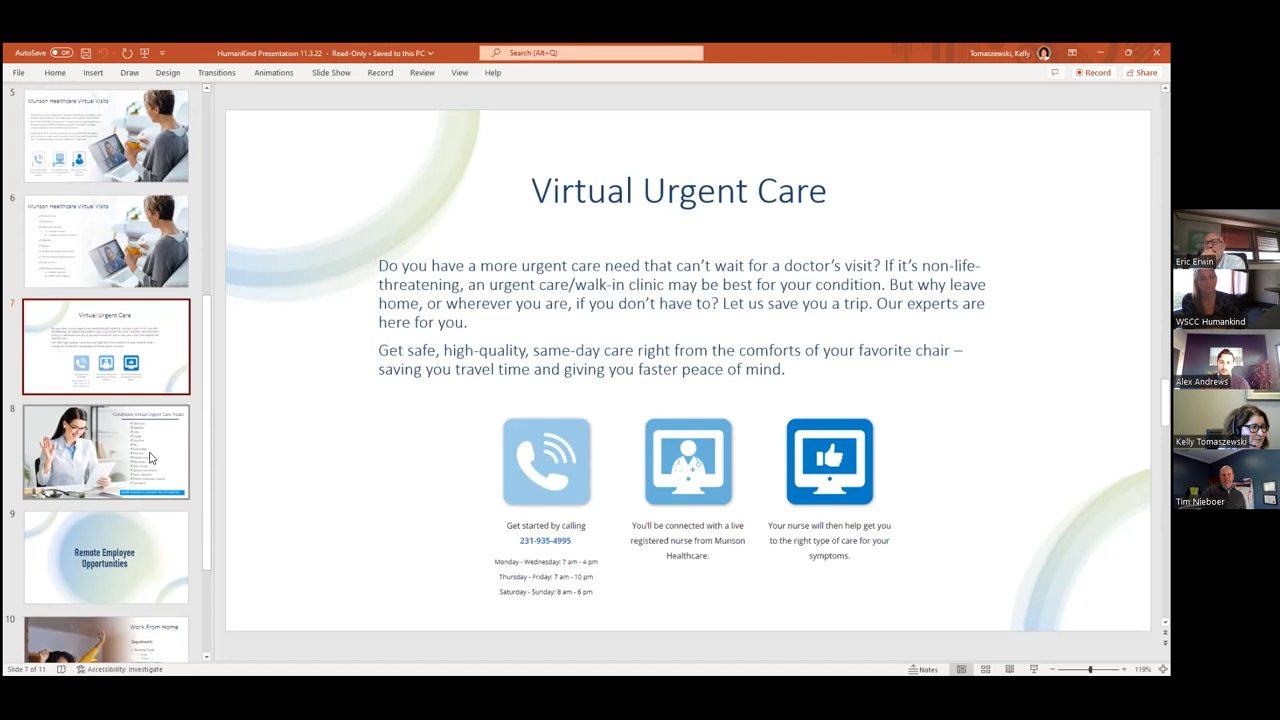 AutoSave Off
HumanKind Presentation 11.3.22 - Read-Only • Saved to this PC
Search (Alt+Q)
Tomaszewski, Kelly
File Home Insert Draw Design Transitions Animations Slide Show Record Review View Help
Record Share
5
Munson Healthcare Virtual Visits
6
Munson Healthcare Virtual Visits
7
Virtual Urgent Care
8
Conditions Virtual Urgent Care Treats
9
Remote Employee
Opportunities
10
Work From Home
Virtual Urgent Care
Do you have a more urgent care need that can't wait for a doctor's visit? If it's non-life-
threatening, an urgent care/walk-in clinic may be best for your condition. But why leave
home, or wherever you are, if you don't have to? Let us save you a trip. Our experts are
here for you.
Get safe, high-quality, same-day care right from the comforts of your favorite chair –
saving you travel time and giving you faster peace of mind.
Get started by calling
231-935-4995
Monday - Wednesday: 7 am - 4 pm
Thursday - Friday: 7 am - 10 pm
Saturday - Sunday: 8 am - 6 pm
You'll be connected with a live
registered nurse from Munson
Healthcare.
Your nurse will then help get you
to the right type of care for your
symptoms.
Eric Erwin
WSCC Humankind
Alex Andrews
Kelly Tomaszewski
Tim Nieboer
Slide 7 of 11
Accessibility: Investigate
Notes
119%